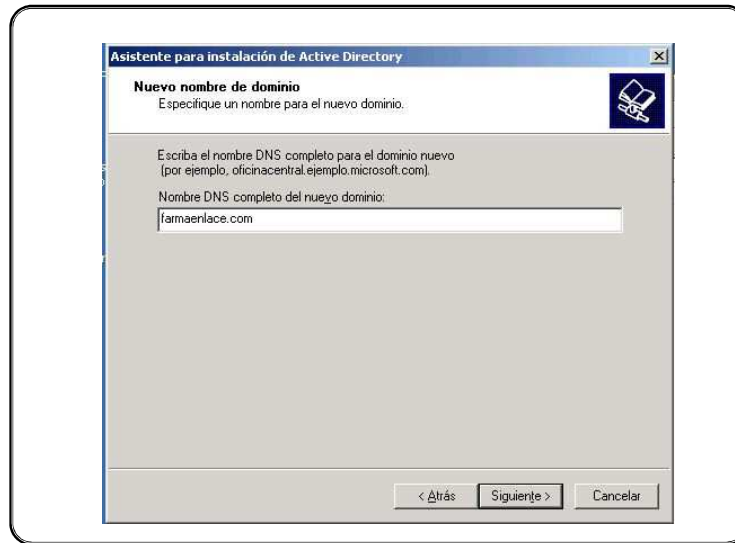 Asistente para instalación de Active Directory
Nuevo nombre de dominio
Especifique un nombre para el nuevo dominio.
Escriba el nombre DNS completo para el dominio nuevo
(por ejemplo, oficinacentral.ejemplo.microsoft.com).
Nombre DNS completo del nuevo dominio:
farmaenlace.com
< Atrás
Siguiente >
Cancelar